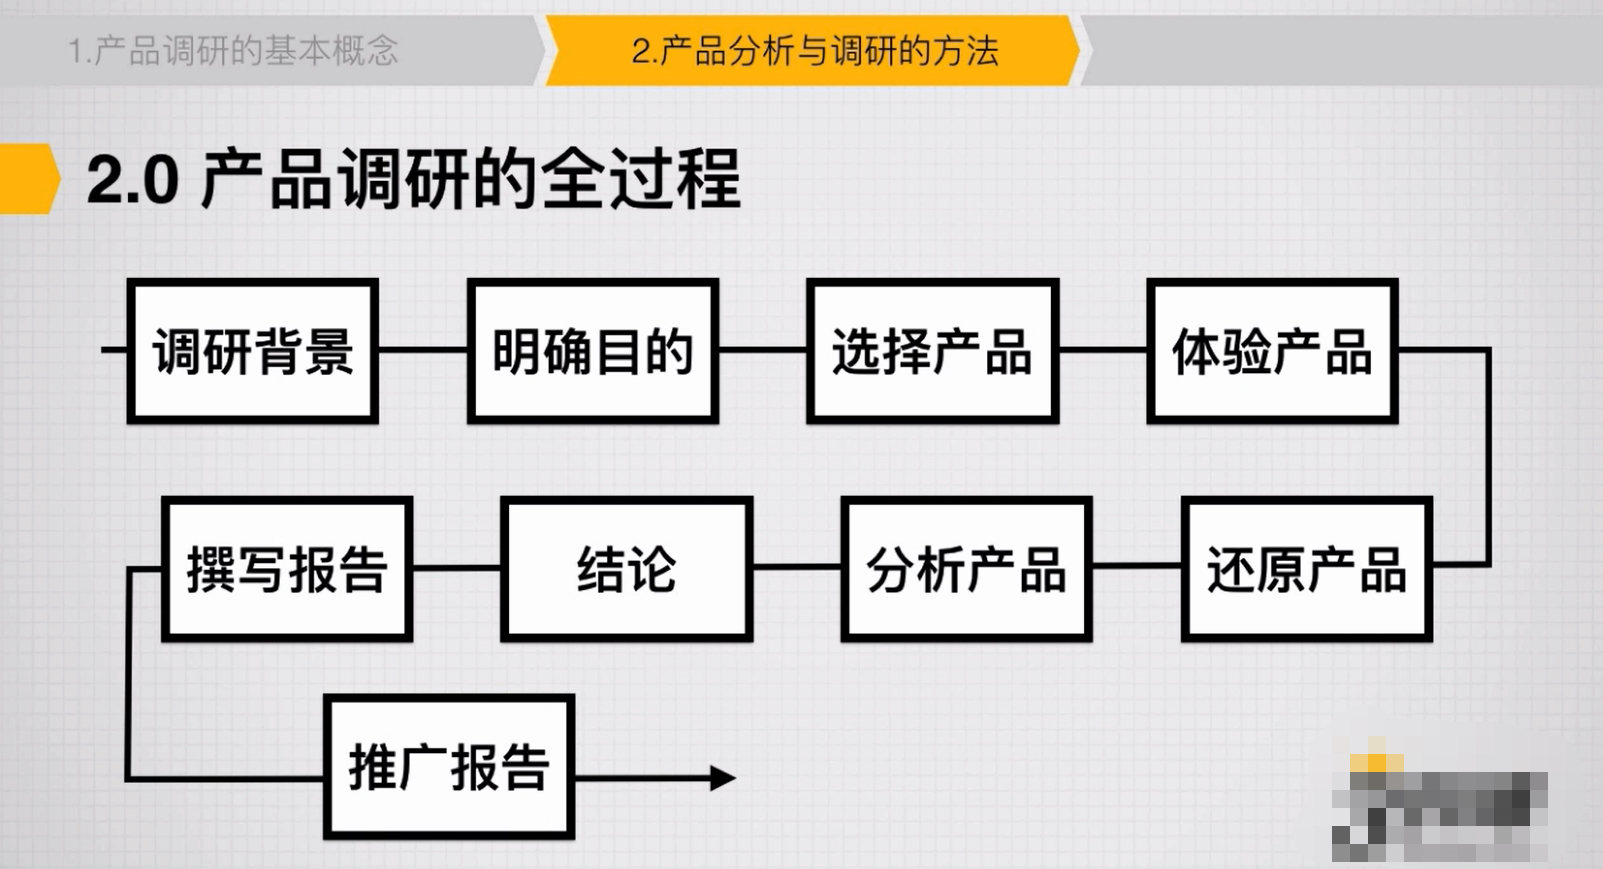 1.产品调研的基本概念
2.产品分析与调研的方法
2.0 产品调研的全过程
调研背景
明确目的
选择产品
体验产品
还原产品
分析产品
结论
撰写报告
推广报告